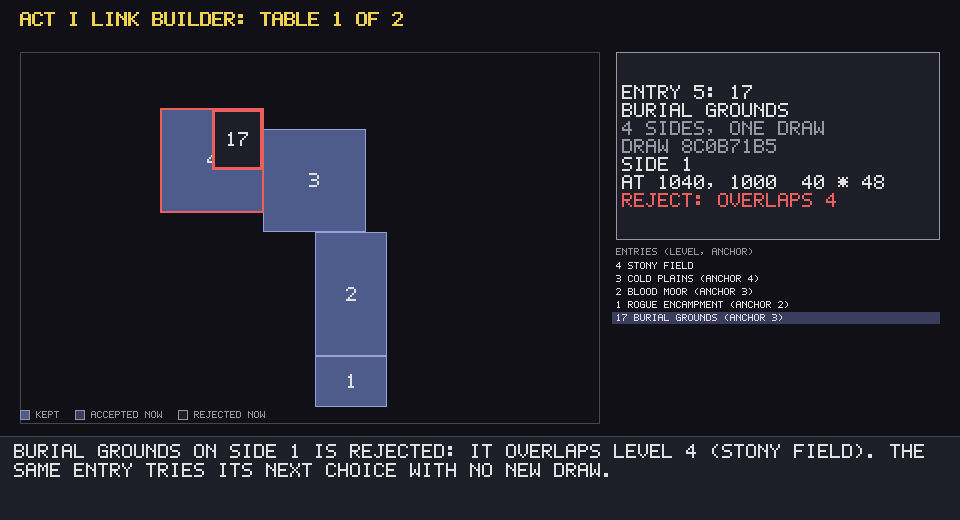 ACT I LINK BUILDER: TABLE 1 OF 2
17
4
3
2
1
KEPT
ACCEPTED NOW
REJECTED NOW
ENTRY 5: 17
BURIAL GROUNDS
4 SIDES, ONE DRAW
DRAW 8C0B71B5
SIDE 1
AT 1040, 1000  40 * 48
REJECT: OVERLAPS 4
ENTRIES (LEVEL, ANCHOR)
4 STONY FIELD
3 COLD PLAINS (ANCHOR 4)
2 BLOOD MOOR (ANCHOR 3)
1 ROGUE ENCAMPMENT (ANCHOR 2)
17 BURIAL GROUNDS (ANCHOR 3)
BURIAL GROUNDS ON SIDE 1 IS REJECTED: IT OVERLAPS LEVEL 4 (STONY FIELD). THE
SAME ENTRY TRIES ITS NEXT CHOICE WITH NO NEW DRAW.